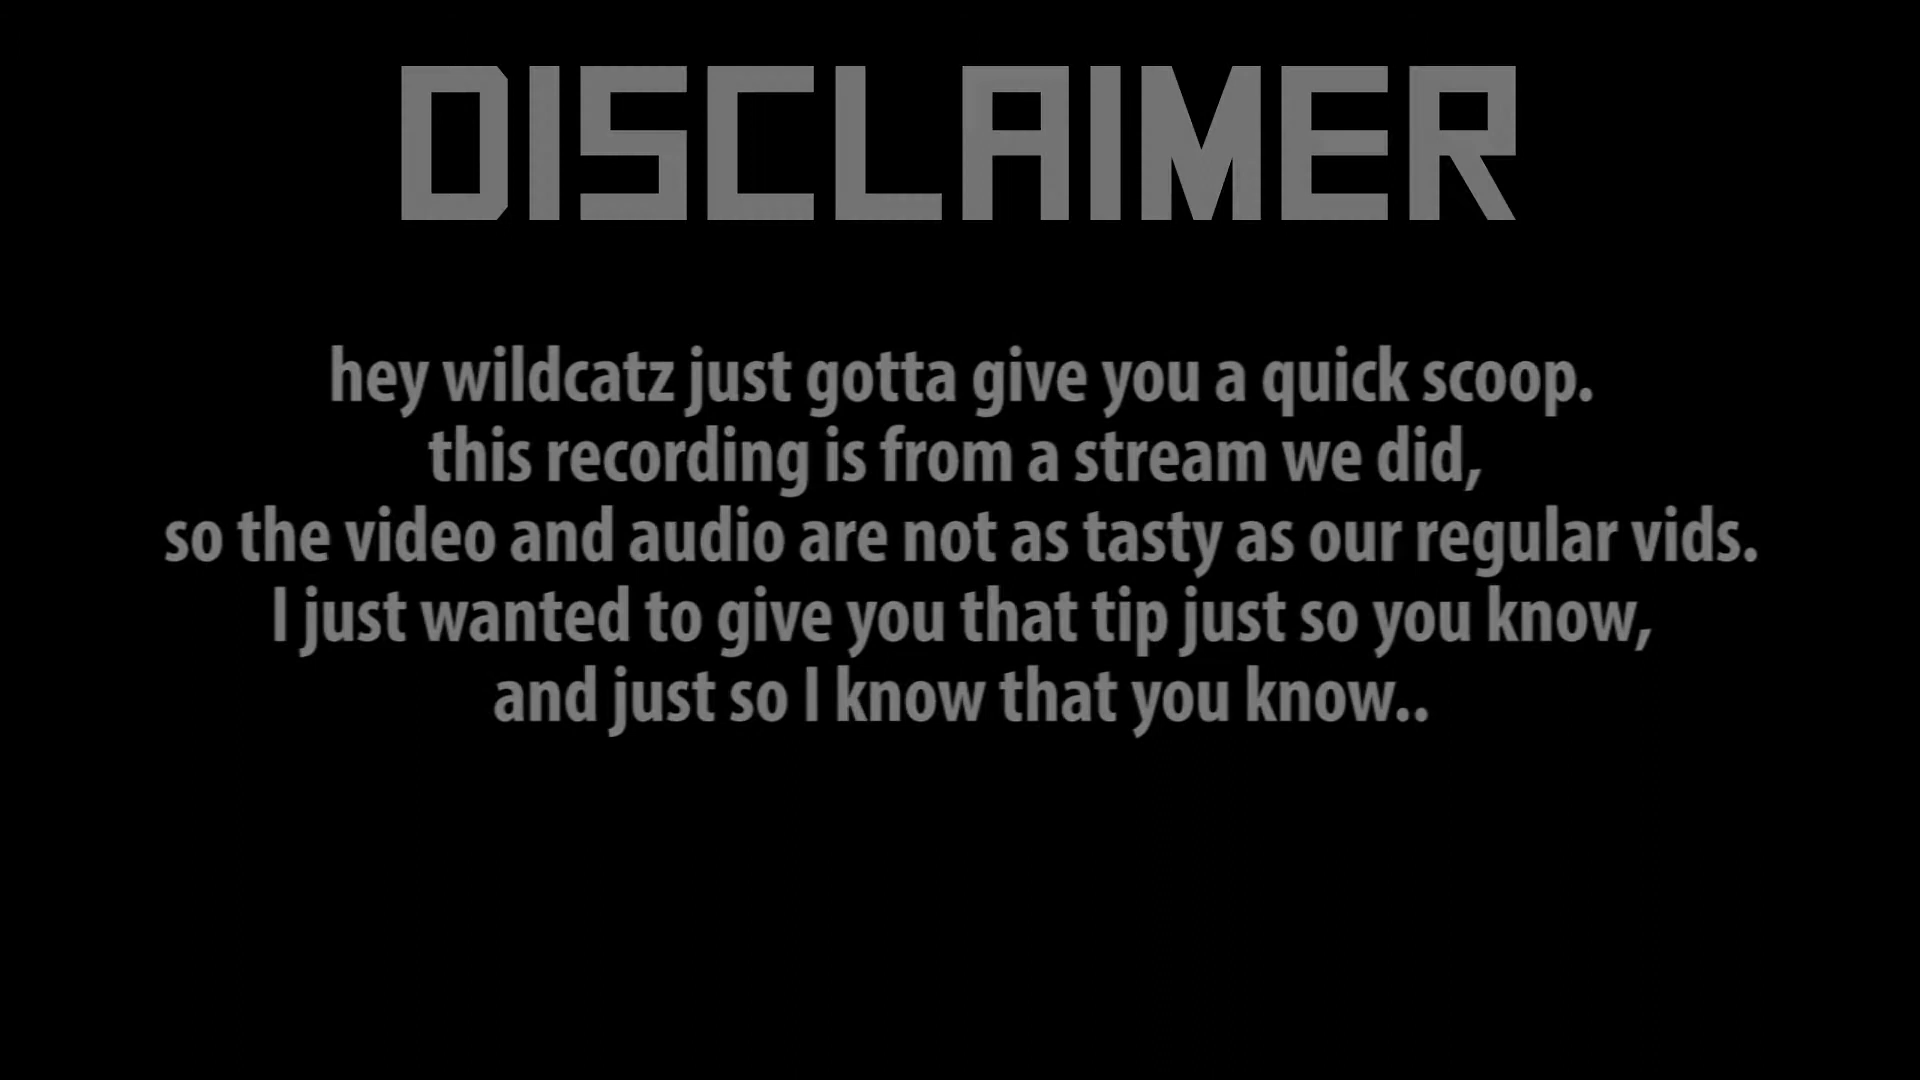 DISCLAIMER
hey wildcatz just gotta give you a quick scoop.
this recording is from a stream we did,
so the video and audio are not as tasty as our regular vids.
I just wanted to give you that tip just so you know,
and just so I know that you know..